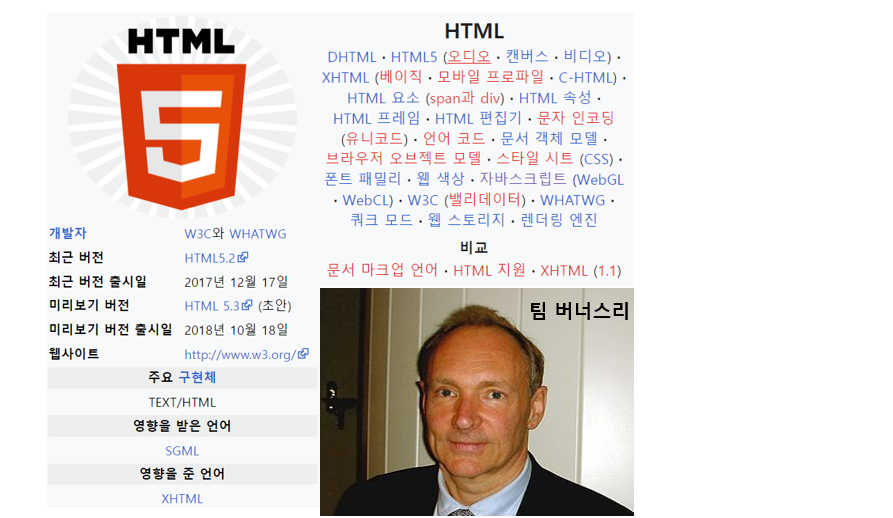 HTML
5
개발자 W3C와 WHATWG
최근 버전 HTML5.2
최근 버전 출시일 2017년 12월 17일
미리보기 버전 HTML 5.3 (초안)
미리보기 버전 출시일 2018년 10월 18일
웹사이트 http://www.w3.org/
주요 구현체
TEXT/HTML
영향을 받은 언어
SGML
영향을 준 언어
XHTML
HTML
DHTML · HTML5 (오디오 · 캔버스 · 비디오) ·
XHTML (베이직 · 모바일 프로파일 · C-HTML) ·
HTML 요소 (span과 div) · HTML 속성 ·
HTML 프레임 · HTML 편집기 · 문자 인코딩
(유니코드) · 언어 코드 · 문서 객체 모델 ·
브라우저 오브젝트 모델 · 스타일 시트 (CSS) ·
폰트 패밀리 · 웹 색상 · 자바스크립트 (WebGL
· WebCL) · W3C (밸리데이터) · WHATWG ·
쿼크 모드 · 웹 스토리지 · 렌더링 엔진
비교
문서 마크업 언어 · HTML 지원 · XHTML (1.1)
팀 버너스리